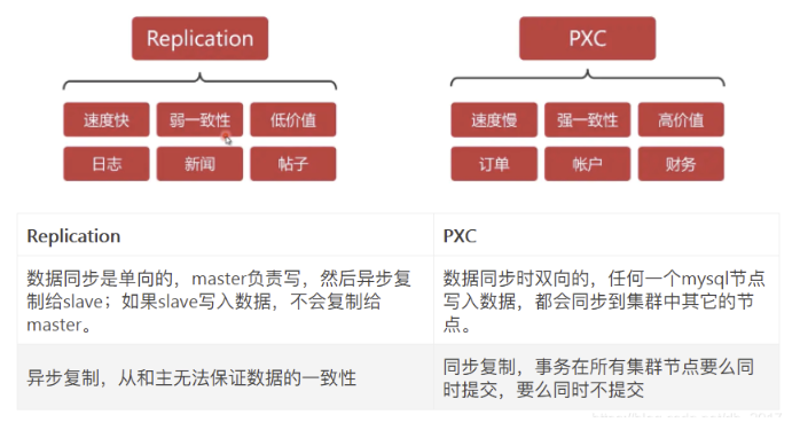 Replication
PXC
速度快
弱一致性
低价值
日志
新闻
帖子
速度慢
强一致性
高价值
订单
帐户
财务
Replication
PXC
数据同步是单向的，master负责写，然后异步复
制给slave；如果slave写入数据，不会复制给
master。
数据同步时双向的，任何一个mysql节点
写入数据，都会同步到集群中其它的节
点。
异步复制，从和主无法保证数据的一致性
同步复制，事务在所有集群节点要么同
时提交，要么同时不提交